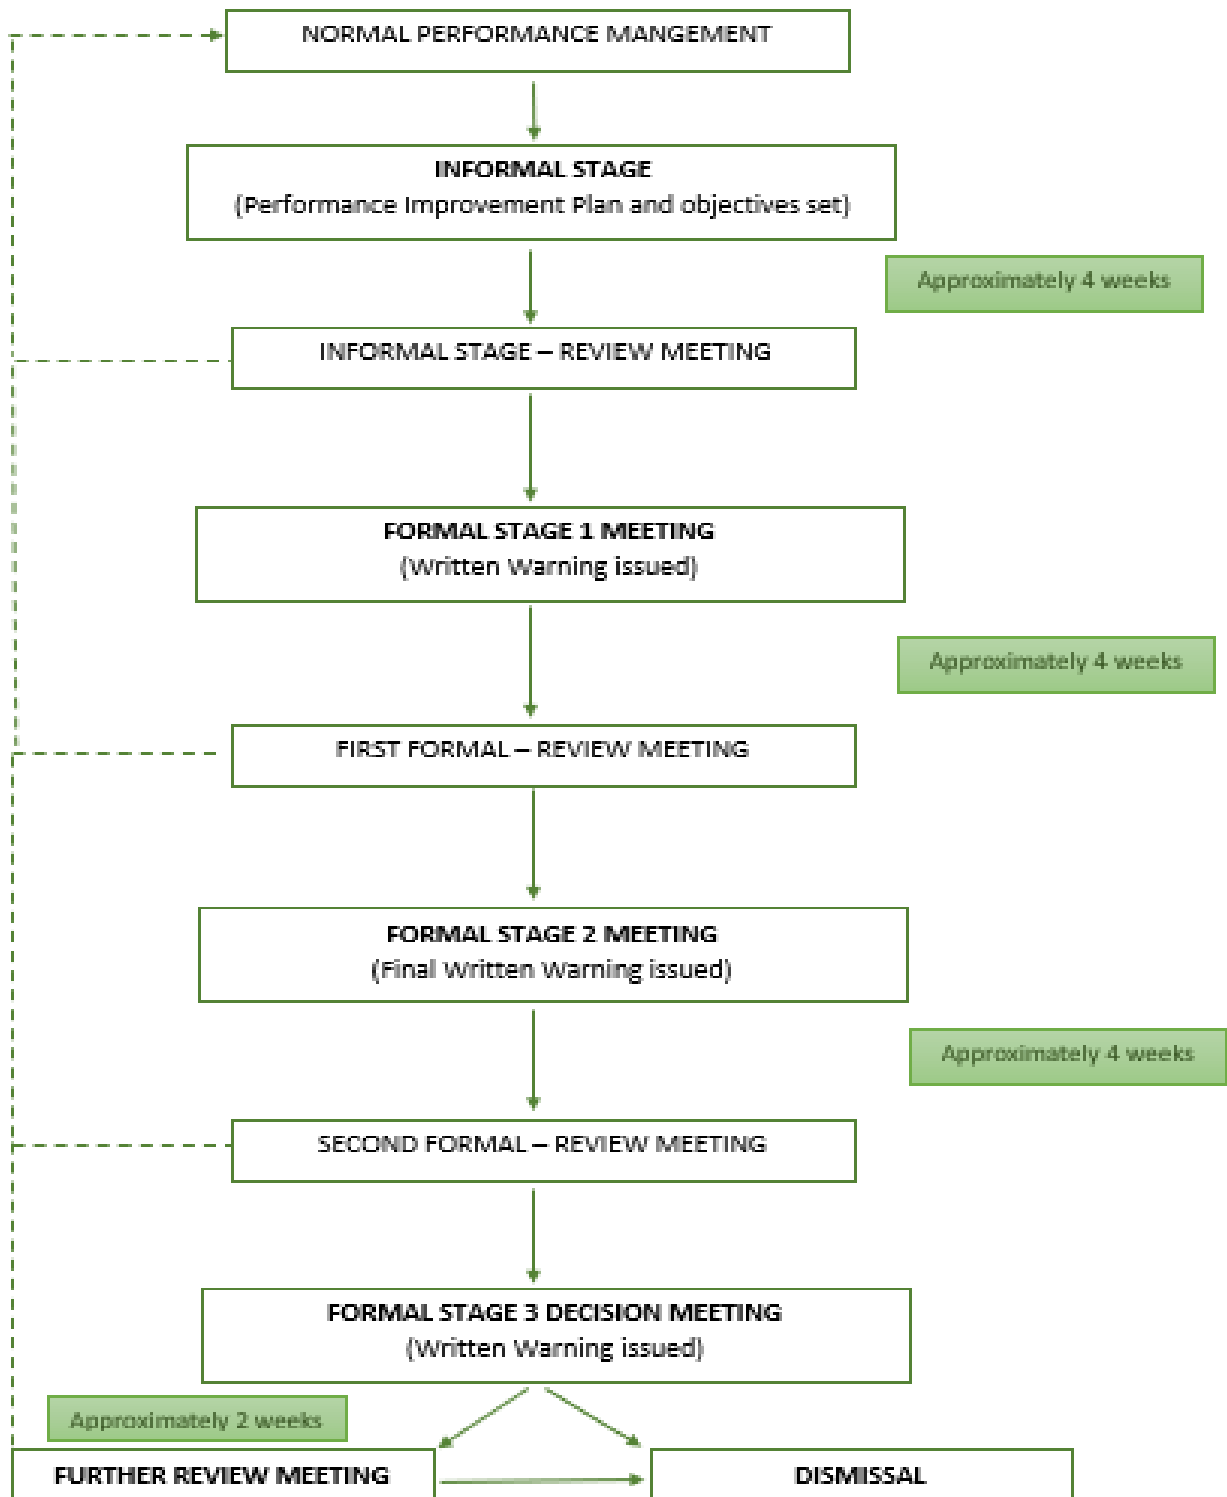 NORMAL PERFORMANCE MANGEMENT
INFORMAL STAGE
(Performance Improvement Plan and objectives set)
Approximately 4 weeks
INFORMAL STAGE – REVIEW MEETING
FORMAL STAGE 1 MEETING
(Written Warning issued)
Approximately 4 weeks
FIRST FORMAL – REVIEW MEETING
FORMAL STAGE 2 MEETING
(Final Written Warning issued)
Approximately 4 weeks
SECOND FORMAL – REVIEW MEETING
FORMAL STAGE 3 DECISION MEETING
(Written Warning issued)
Approximately 2 weeks
FURTHER REVIEW MEETING
DISMISSAL